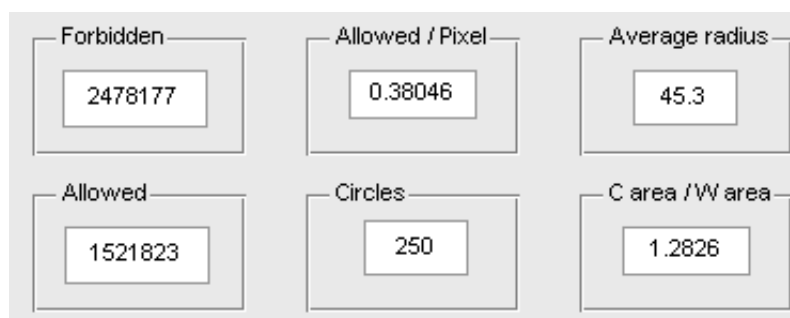 Forbidden
2478177
Allowed / Pixel
0.38046
Average radius
45.3
Allowed
1521823
Circles
250
C area / W area
1.2826